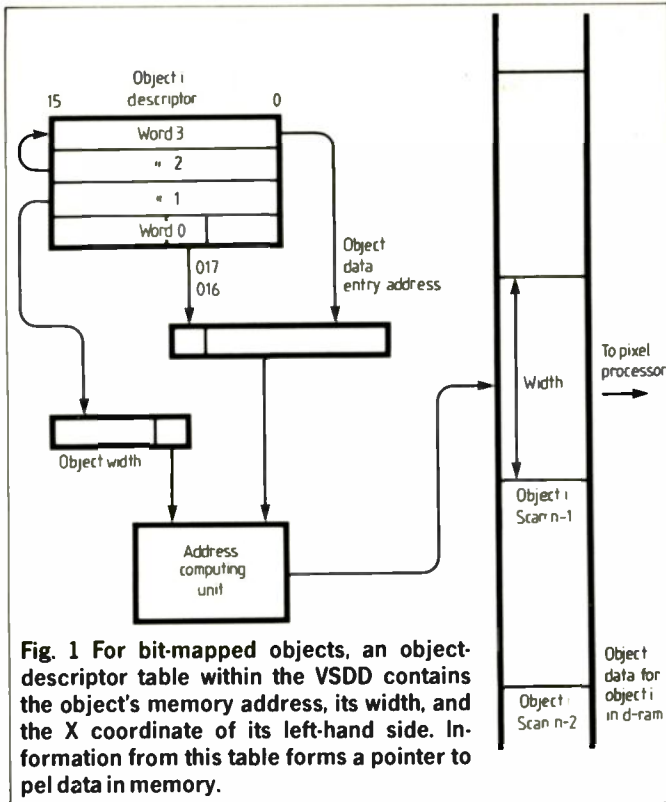 Object i
descriptor
15
0
Word 3
" 2
" 1
Word 0
017
016
Object
data
entry address
Object width
Address
computing
unit
Width
To pixel
processor
Object i
Scan n-1
Object i
Scan n-2
Object
data for
object i
in d-ram
Fig. 1 For bit-mapped objects, an object-
descriptor table within the VSDD contains
the object's memory address, its width, and
the X coordinate of its left-hand side. In-
formation from this table forms a pointer to
pel data in memory.